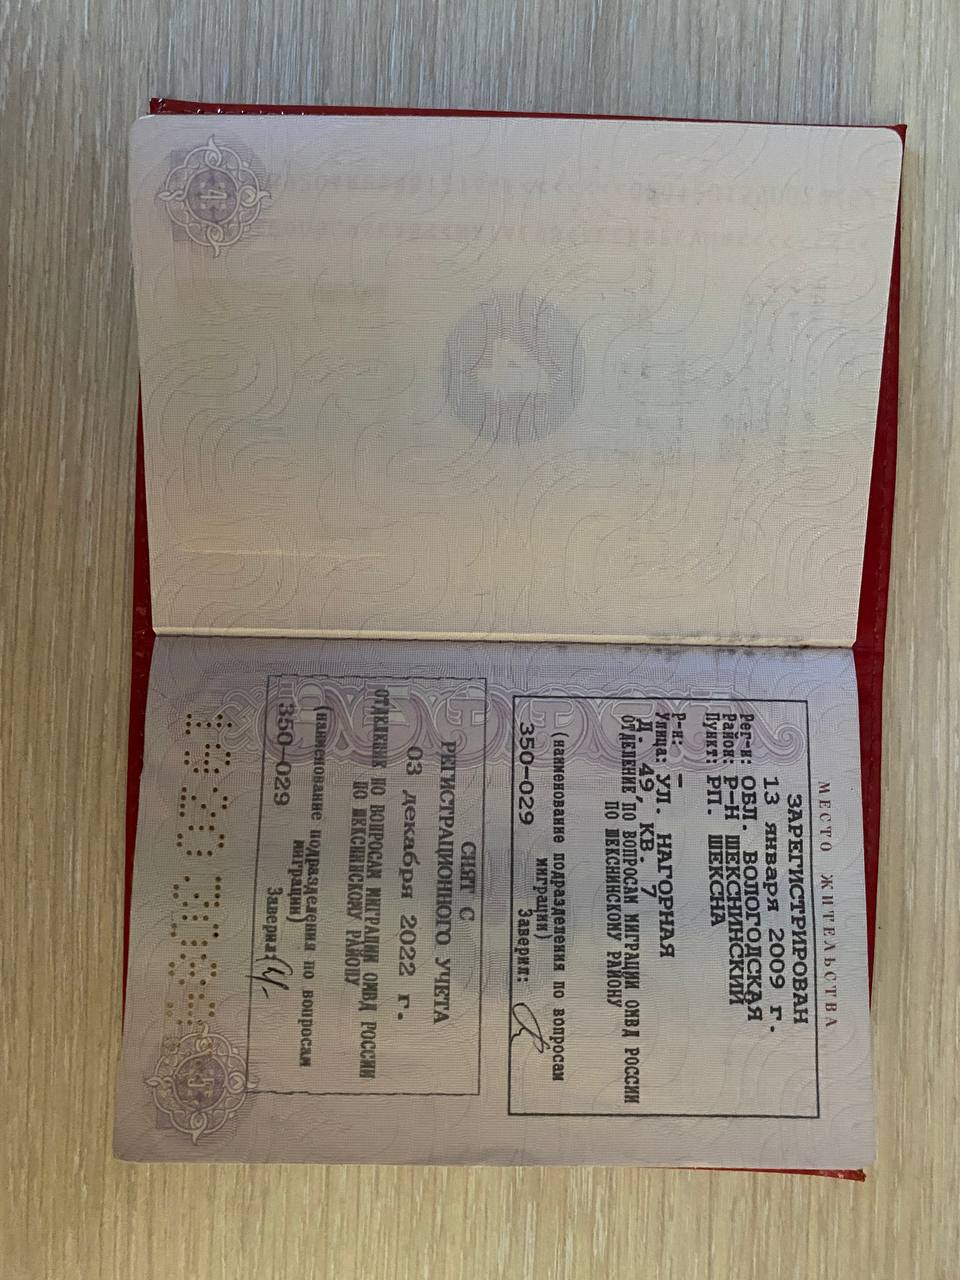 МЕСТО ЖИТЕЛЬСТВА
ЗАРЕГИСТРИРОВАН
13 января 2009 г.
Рег-н: ОБЛ. ВОЛОГОДСКАЯ
Район: Р-Н ШЕКСНИНСКИЙ
Пункт: РП. ШЕКСНА
Р-н: –
Улица: УЛ. НАГОРНАЯ
Д. 49, КВ. 7
ОТДЕЛЕНИЕ ПО ВОПРОСАМ МИГРАЦИИ ОМВД РОССИИ
ПО ШЕКСНИНСКОМУ РАЙОНУ
(наименование подразделения по вопросам
миграции)
350-029 Заверил:
СНЯТ С
РЕГИСТРАЦИОННОГО УЧЕТА
03 декабря 2022 г.
ОТДЕЛЕНИЕ ПО ВОПРОСАМ МИГРАЦИИ ОМВД РОССИИ
ПО ШЕКСНИНСКОМУ РАЙОНУ
(наименование подразделения по вопросам
миграции)
350-029 Заверил: